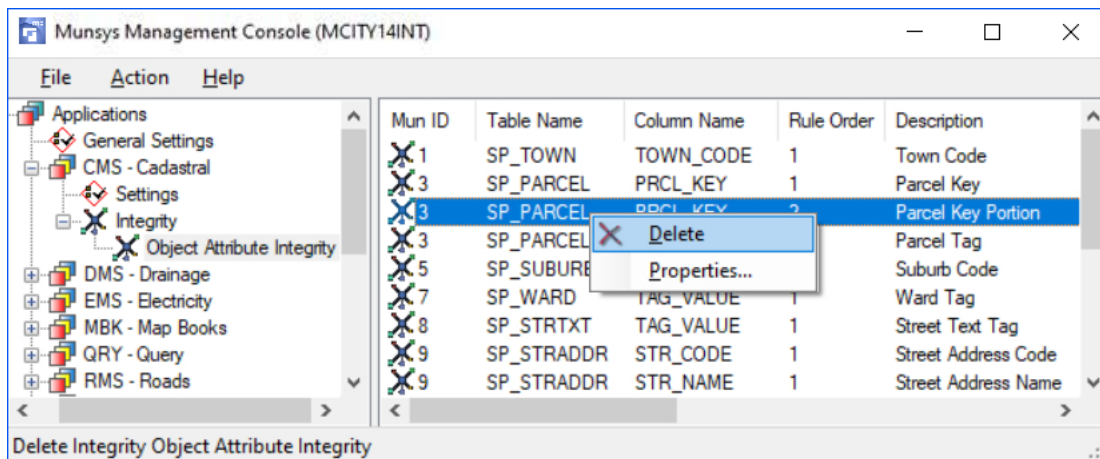 Munsys Management Console (MCITY14INT)
File Action Help
Applications
General Settings
CMS - Cadastral
Settings
Integrity
Object Attribute Integrity
DMS - Drainage
EMS - Electricity
MBK - Map Books
QRY - Query
RMS - Roads
Mun ID Table Name Column Name Rule Order Description
1 SP_TOWN TOWN_CODE 1 Town Code
3 SP_PARCEL PRCL_KEY 1 Parcel Key
3 SP_PARCEL PRCL_KEY 2 Parcel Key Portion
3 SP_PARCEL Parcel Tag
5 SP_SUBURB Suburb Code
7 SP_WARD TAG_VALUE 1 Ward Tag
8 SP_STRTXT TAG_VALUE 1 Street Text Tag
9 SP_STRADDR STR_CODE 1 Street Address Code
9 SP_STRADDR STR_NAME 1 Street Address Name
Delete
Properties...
Delete Integrity Object Attribute Integrity